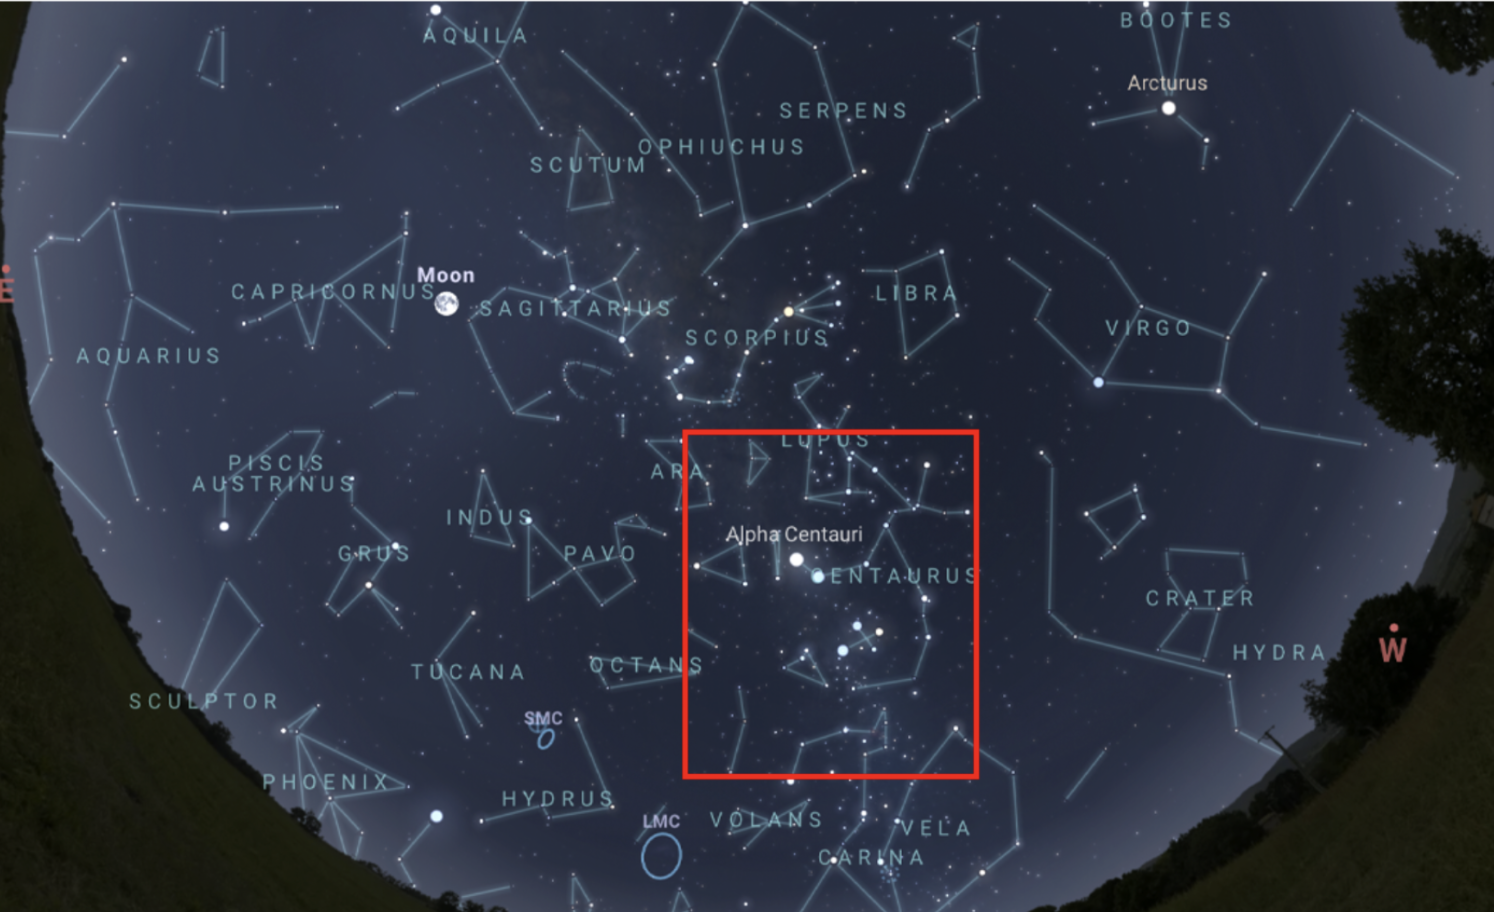 BOOTES
AQUILA
Arcturus
SERPENS
OPHIUCHUS
SCUTUM
Moon
E
CAPRICORNUS
LIBRA
SAGITTARIUS
VIRGO
SCORPIUS
AQUARIUS
LUPUS
PISCIS
AUSTRINUS
ARA
INDUS
Alpha Centauri
GRUS
PAVO
CENTAURUS
CRATER
W
HYDRA
OCTANS
TUCANA
SCULPTOR
SMC
PHOENIX
HYDRUS
LMC
VOLANS
VELA
CARINA